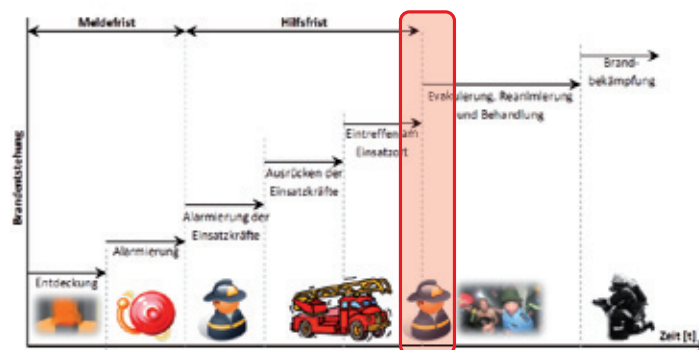 Meldefrist
Hilfsfrist
Brand-
bekämpfung
Evakuierung, Reanimierung
und Behandlung
Eintreffen am
Einsatzort
Ausrücken der
Einsatzkräfte
Alarmierung der
Einsatzkräfte
Alarmierung
Entdeckung
Brandentstehung
Zeit [t]